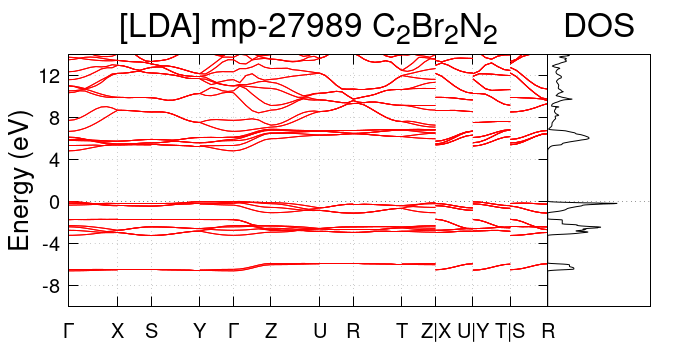 [LDA] mp-27989 C₂Br₂N₂ DOS
Energy (eV)
12
8
4
0
-4
-8
Γ X S Y Γ Z U R T Z|X U|Y T|S R